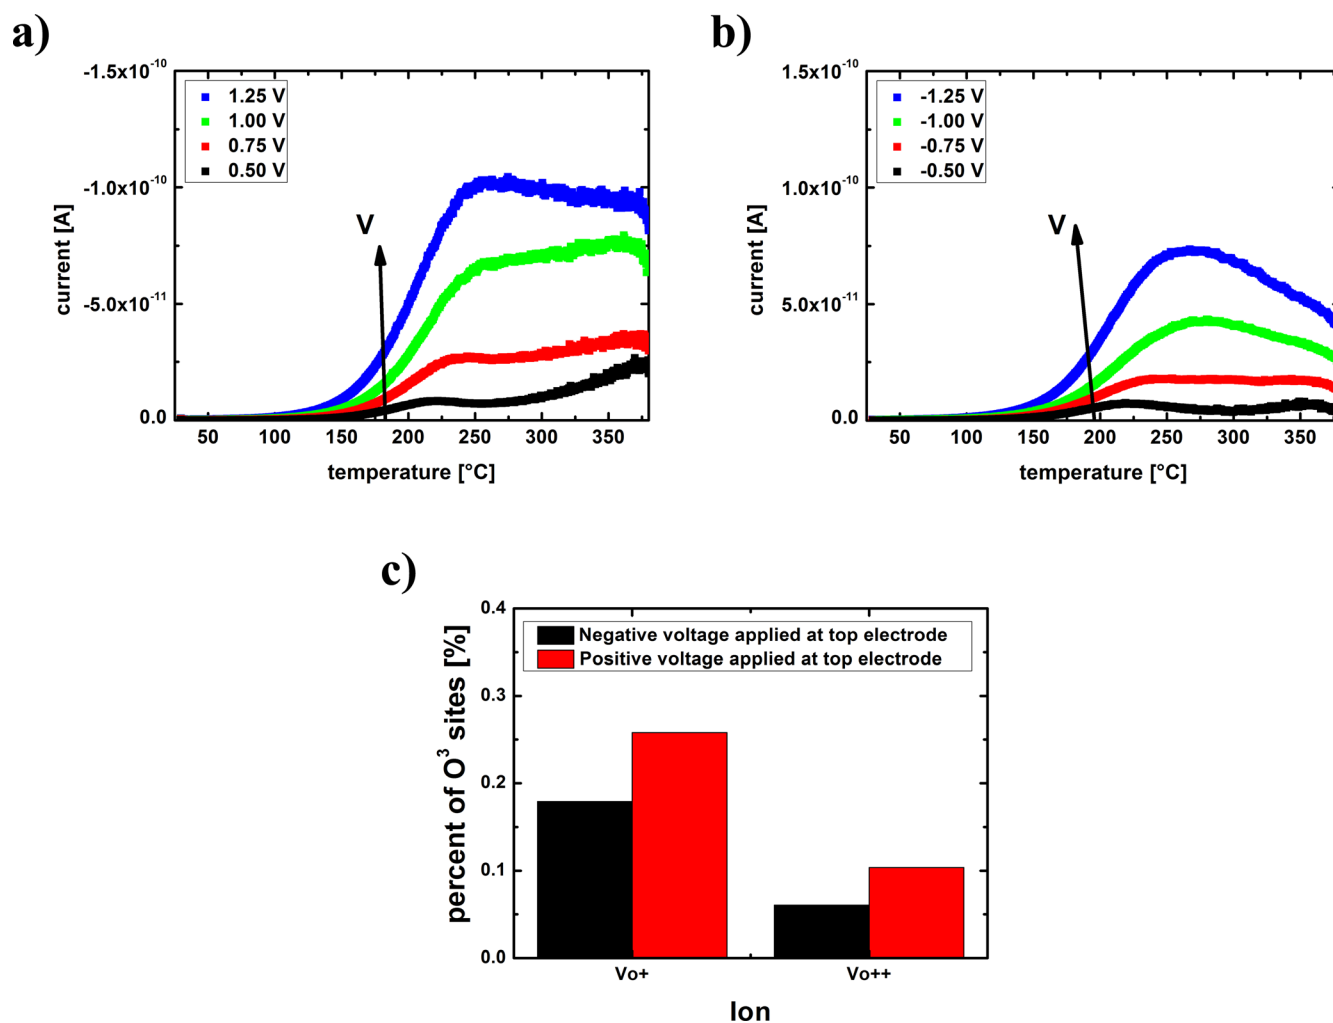 a)
-1.5x10⁻¹⁰
-1.0x10⁻¹⁰
-5.0x10⁻¹¹
0.0
current [A]
1.25 V
1.00 V
0.75 V
0.50 V
V
50 100 150 200 250 300 350
temperature [°C]
b)
1.5x10⁻¹⁰
1.0x10⁻¹⁰
5.0x10⁻¹¹
0.0
current [A]
-1.25 V
-1.00 V
-0.75 V
-0.50 V
V
50 100 150 200 250 300 350
temperature [°C]
c)
0.4
0.3
0.2
0.1
0.0
percent of O³ sites [%]
Negative voltage applied at top electrode
Positive voltage applied at top electrode
Vo+ Vo++
Ion